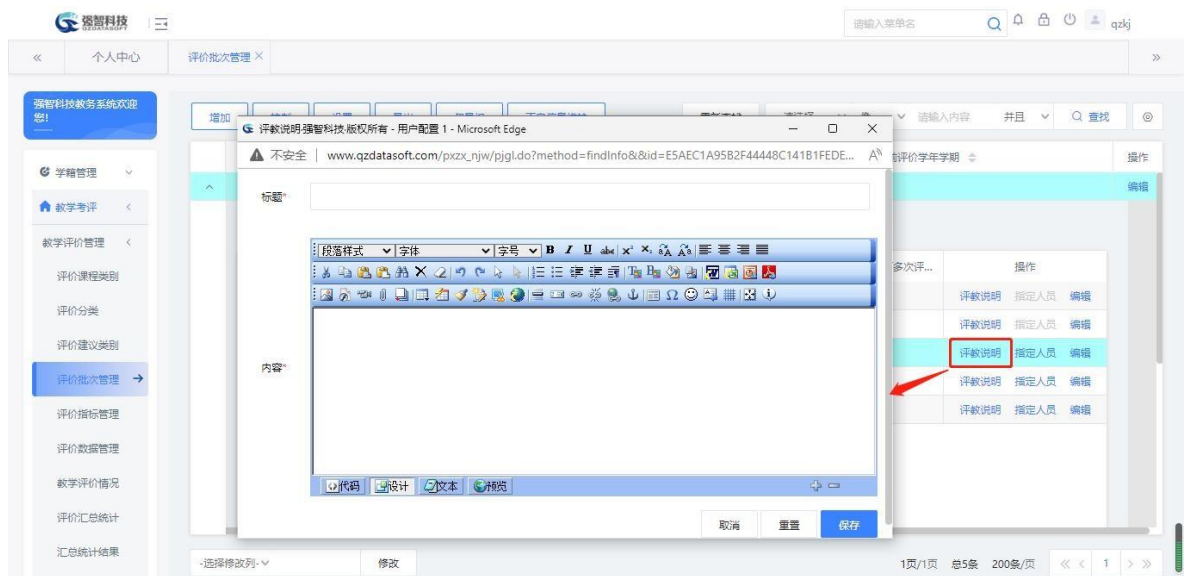 强智科技
QZDATASOFT
请输入菜单名
qzkj
个人中心
评价批次管理
强智科技教务系统欢迎您!
增加
请输入内容
并且
查找
评教说明-强智科技-版权所有 - 用户配置 1 - Microsoft Edge
不安全 | www.qzdatasoft.com/pxzx_njw/pjgl.do?method=findInfo&&id=E5AEC1A95B2F44448C141B1FEDE...
评价学年学期
操作
编辑
学籍管理
教学考评
教学评价管理
评价课程类别
评价分类
评价建议类别
评价批次管理
评价指标管理
评价数据管理
教学评价情况
评价汇总统计
汇总统计结果
标题*
段落样式 字体 字号
内容*
代码 设计 文本 预览
取消 重置 保存
多次评... 操作
评教说明 指定人员 编辑
评教说明 指定人员 编辑
评教说明 指定人员 编辑
评教说明 指定人员 编辑
评教说明 指定人员 编辑
-选择修改列- 修改
1页/1页 总5条 200条/页 1